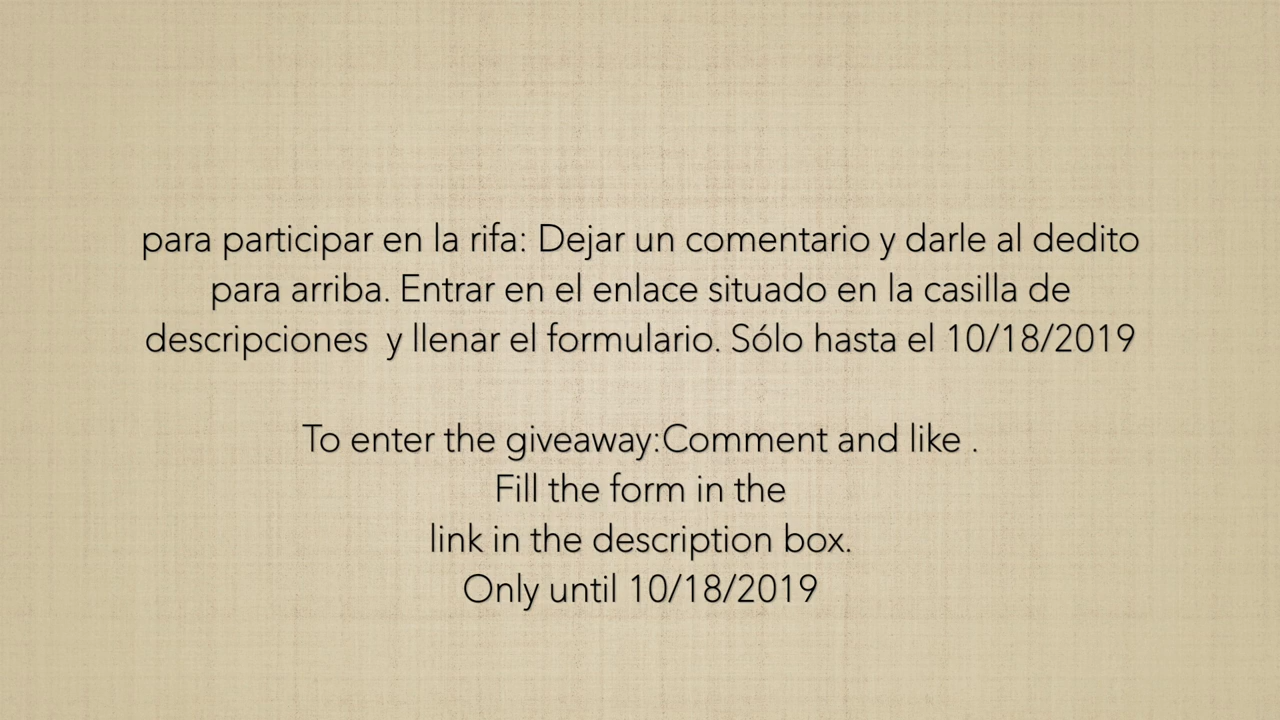 para participar en la rifa: Dejar un comentario y darle al dedito
para arriba. Entrar en el enlace situado en la casilla de
descripciones  y llenar el formulario. Sólo hasta el 10/18/2019
To enter the giveaway:Comment and like .
Fill the form in the
link in the description box.
Only until 10/18/2019